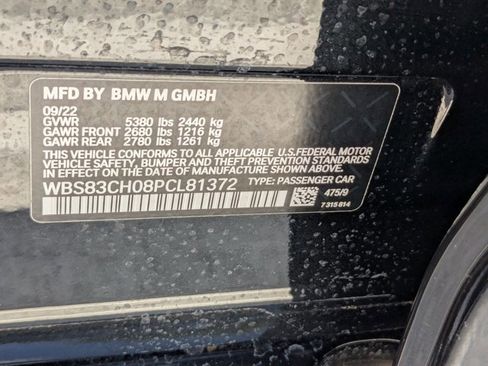 MFD BY BMW M GMBH
09/22
GVWR 5380 lbs 2440 kg
GAWR FRONT 2680 lbs 1216 kg
GAWR REAR 2780 lbs 1261 kg
THIS VEHICLE CONFORMS TO ALL APPLICABLE U.S.FEDERAL MOTOR
VEHICLE SAFETY, BUMPER, AND THEFT PREVENTION STANDARDS
IN EFFECT ON THE DATE OF MANUFACTURE SHOWN ABOVE.
WBS83CH08PCL81372 TYPE: PASSENGER CAR
475/9
7 315 814